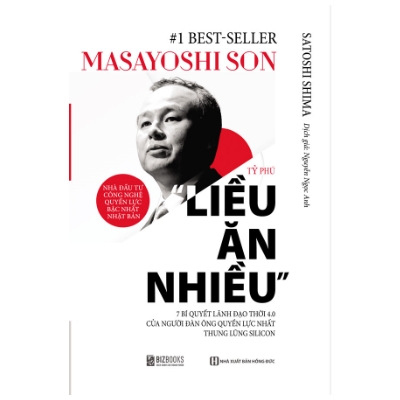 #1 BEST-SELLER
MASAYOSHI SON
SATOSHI SHIMA
Dịch giả: Nguyễn Ngọc Anh
NHÀ ĐẦU TƯ
CÔNG NGHỆ
QUYỀN LỰC
BẬC NHẤT
NHẬT BẢN
TỶ PHÚ
"LIỀU
ĂN
NHIỀU"
7 BÍ QUYẾT LÃNH ĐẠO THỜI 4.0
CỦA NGƯỜI ĐÀN ÔNG QUYỀN LỰC NHẤT
THUNG LŨNG SILICON
BIZBOOKS
NHÀ XUẤT BẢN HỒNG ĐỨC